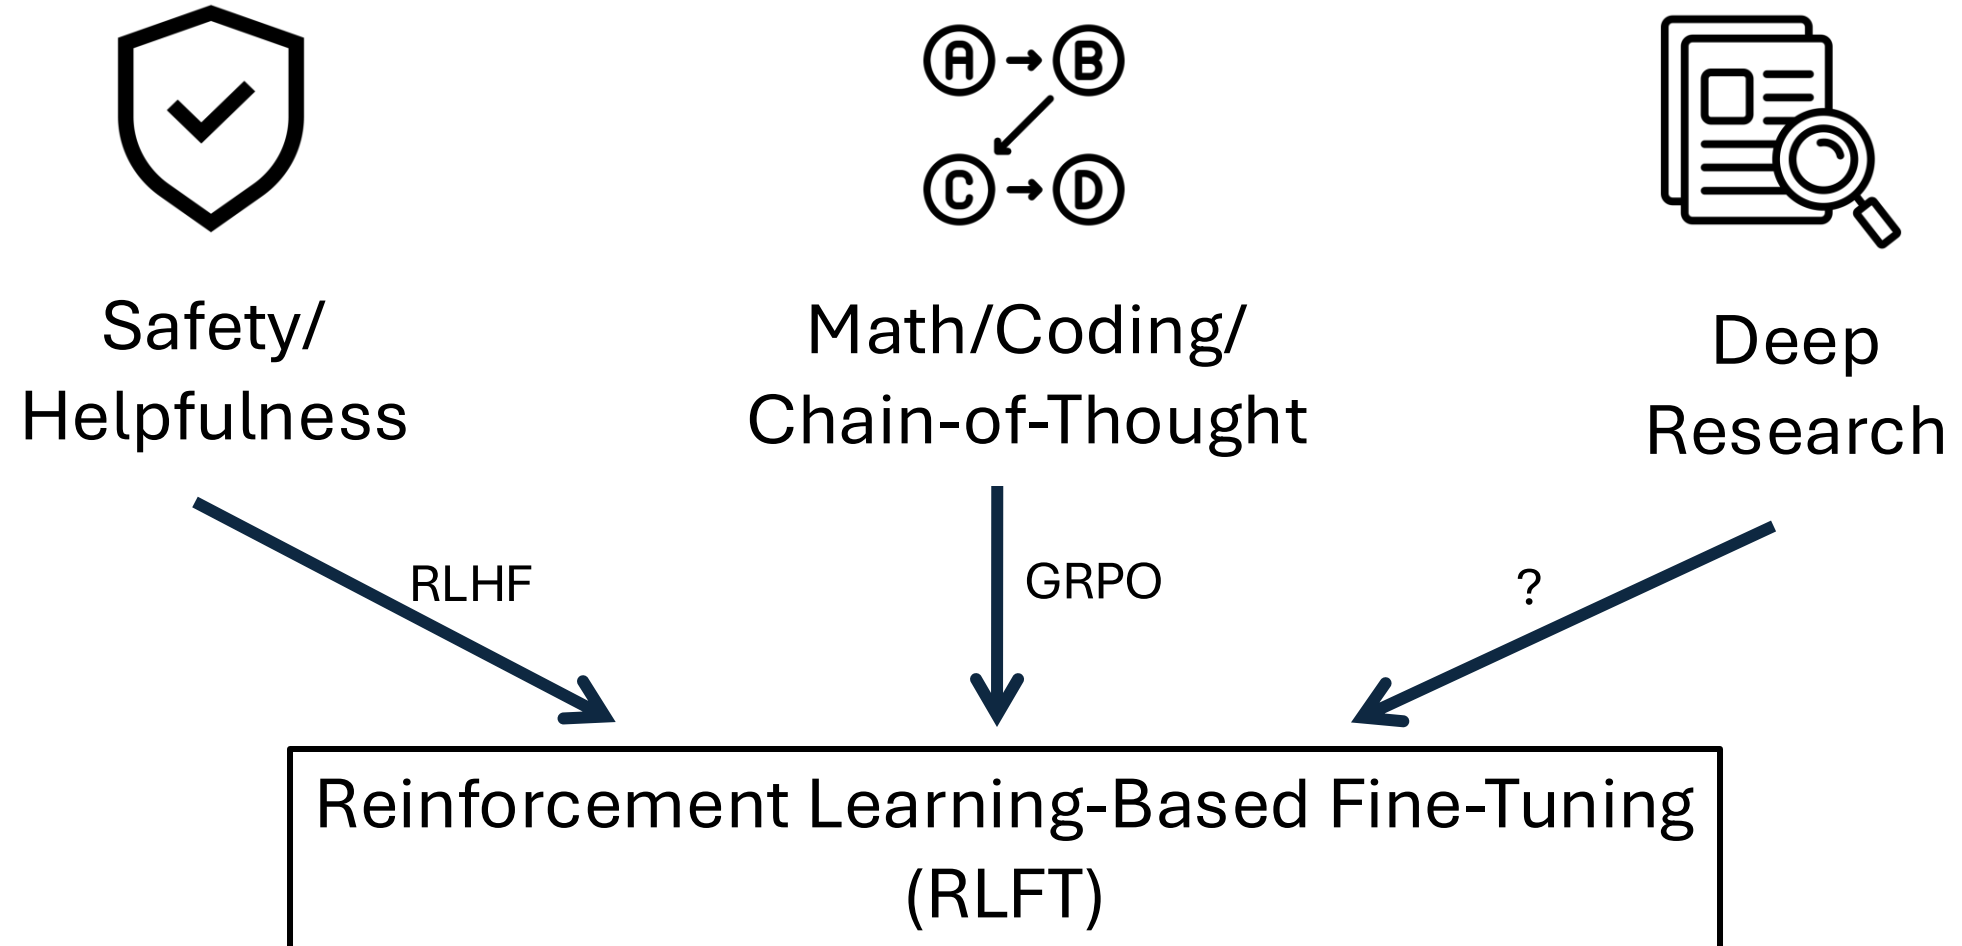 A B
C D
Safety/
Helpfulness
Math/Coding/
Chain-of-Thought
Deep
Research
RLHF
GRPO
?
Reinforcement Learning-Based Fine-Tuning
(RLFT)